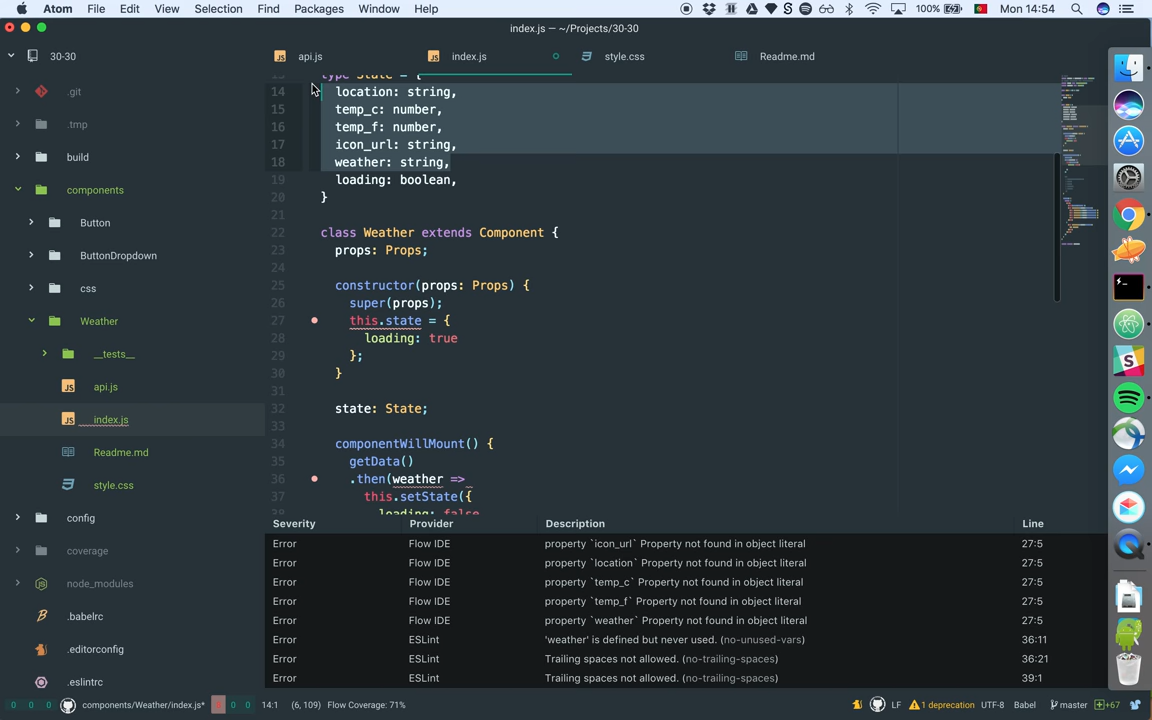 Atom File Edit View Selection Find Packages Window Help 100% Mon 14:54
index.js — ~/Projects/30-30
30-30
api.js index.js style.css Readme.md
.git
.tmp
build
components
Button
ButtonDropdown
css
Weather
__tests__
api.js
index.js
Readme.md
style.css
config
coverage
node_modules
.babelrc
.editorconfig
.eslintrc
13 type State = {
14 location: string,
15 temp_c: number,
16 temp_f: number,
17 icon_url: string,
18 weather: string,
19 loading: boolean,
20 }
21
22 class Weather extends Component {
23 props: Props;
24
25 constructor(props: Props) {
26 super(props);
27 this.state = {
28 loading: true
29 };
30 }
31
32 state: State;
33
34 componentWillMount() {
35 getData()
36 .then(weather =>
37 this.setState({
38 loading: false
Severity Provider Description Line
Error Flow IDE property `icon_url` Property not found in object literal 27:5
Error Flow IDE property `location` Property not found in object literal 27:5
Error Flow IDE property `temp_c` Property not found in object literal 27:5
Error Flow IDE property `temp_f` Property not found in object literal 27:5
Error Flow IDE property `weather` Property not found in object literal 27:5
Error ESLint 'weather' is defined but never used. (no-unused-vars) 36:11
Error ESLint Trailing spaces not allowed. (no-trailing-spaces) 36:21
Error ESLint Trailing spaces not allowed. (no-trailing-spaces) 39:1
0 0 0 components/Weather/index.js* 0 0 14:1 (6, 109) Flow Coverage: 71% LF 1 deprecation UTF-8 Babel master +67